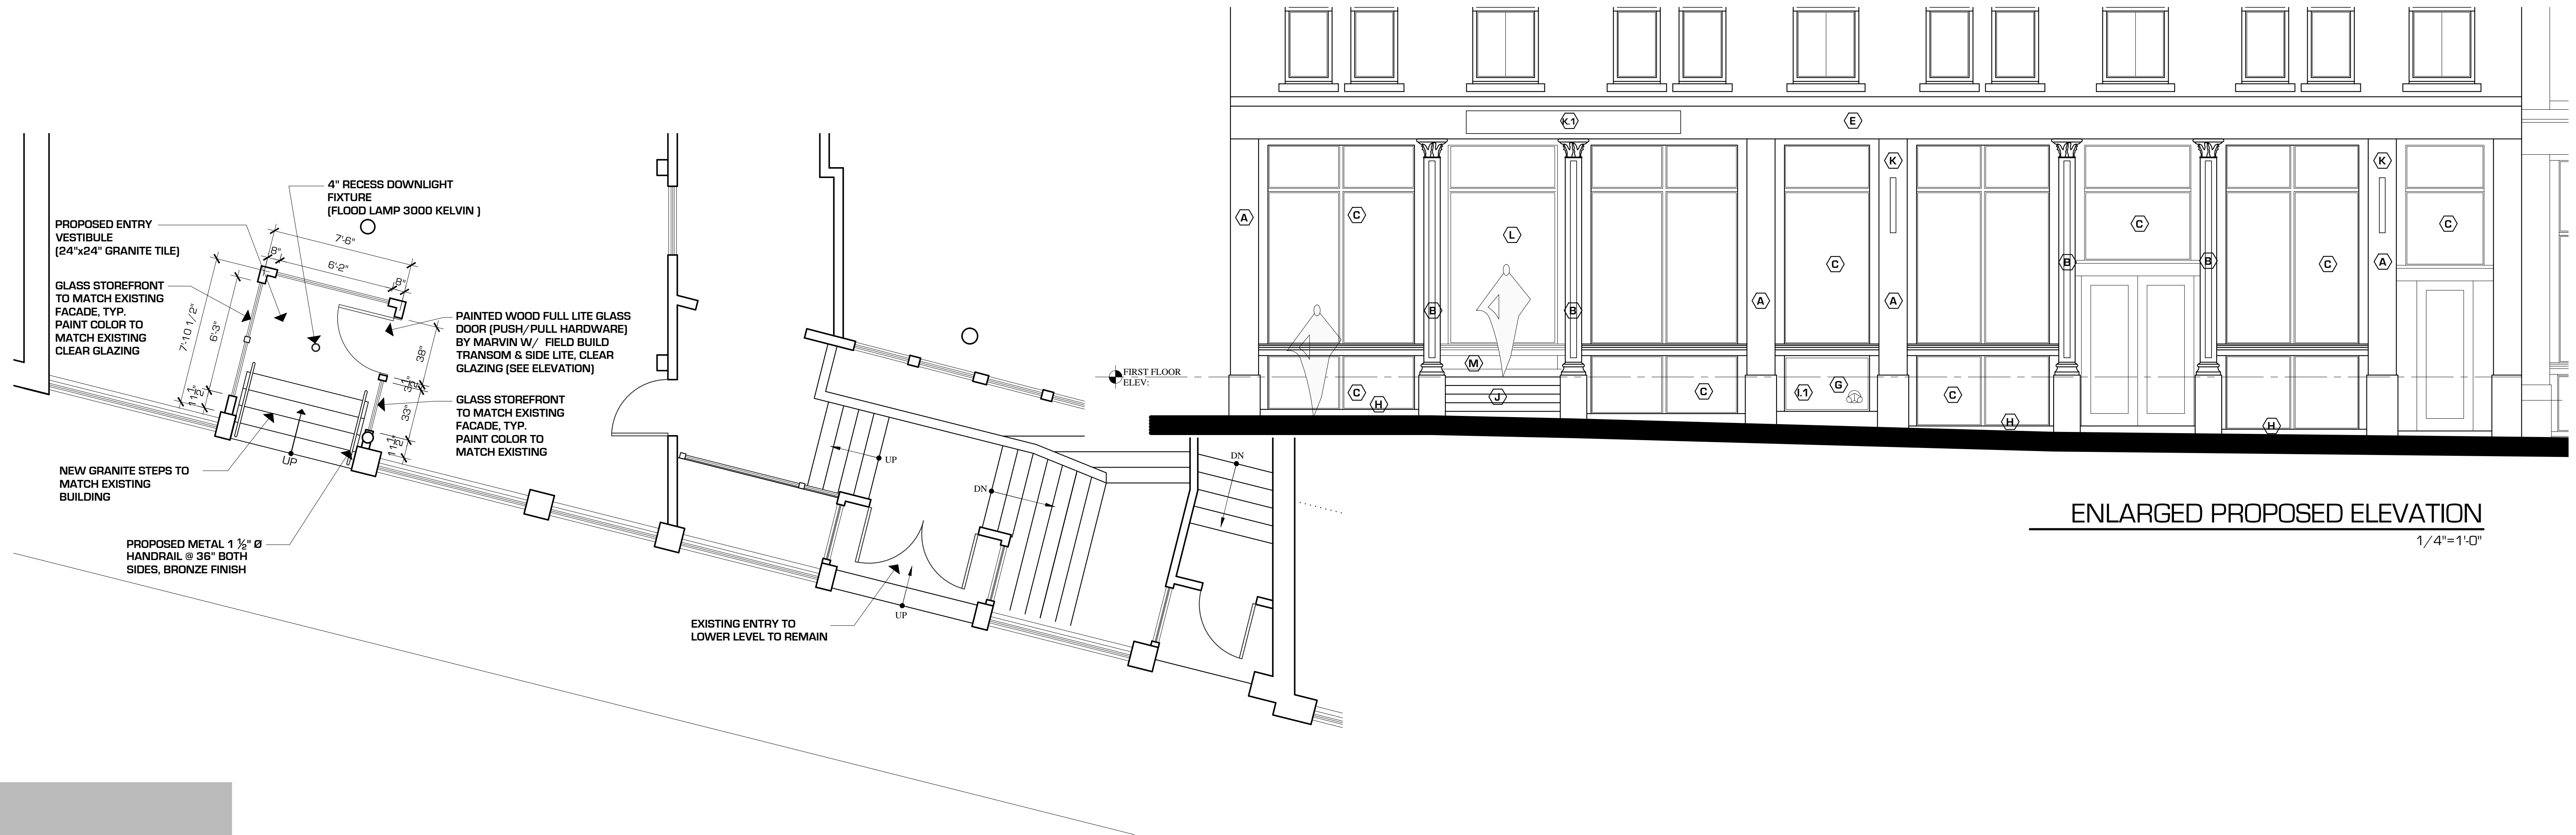 4" RECESS DOWNLIGHT
FIXTURE
(FLOOD LAMP 3000 KELVIN )
PROPOSED ENTRY
VESTIBULE
(24"x24" GRANITE TILE)
GLASS STOREFRONT
TO MATCH EXISTING
FACADE, TYP.
PAINT COLOR TO
MATCH EXISTING
CLEAR GLAZING
7'-6"
8"
6'-2"
8"
7'-10 1/2"
6'-3"
38"
33"
PAINTED WOOD FULL LITE GLASS
DOOR (PUSH/PULL HARDWARE)
BY MARVIN W/ FIELD BUILD
TRANSOM & SIDE LITE, CLEAR
GLAZING (SEE ELEVATION)
GLASS STOREFRONT
TO MATCH EXISTING
FACADE, TYP.
PAINT COLOR TO
MATCH EXISTING
UP
NEW GRANITE STEPS TO
MATCH EXISTING
BUILDING
PROPOSED METAL 1 ½" Ø
HANDRAIL @ 36" BOTH
SIDES, BRONZE FINISH
UP
DN
DN
UP
EXISTING ENTRY TO
LOWER LEVEL TO REMAIN
K.1
E
K
K
A
C
L
C
C
C
C
B
B
A
C
A
B
B
A
FIRST FLOOR
ELEV:
M
C
H
J
C
I.1
G
C
H
H
ENLARGED PROPOSED ELEVATION
1/4"=1'-0"